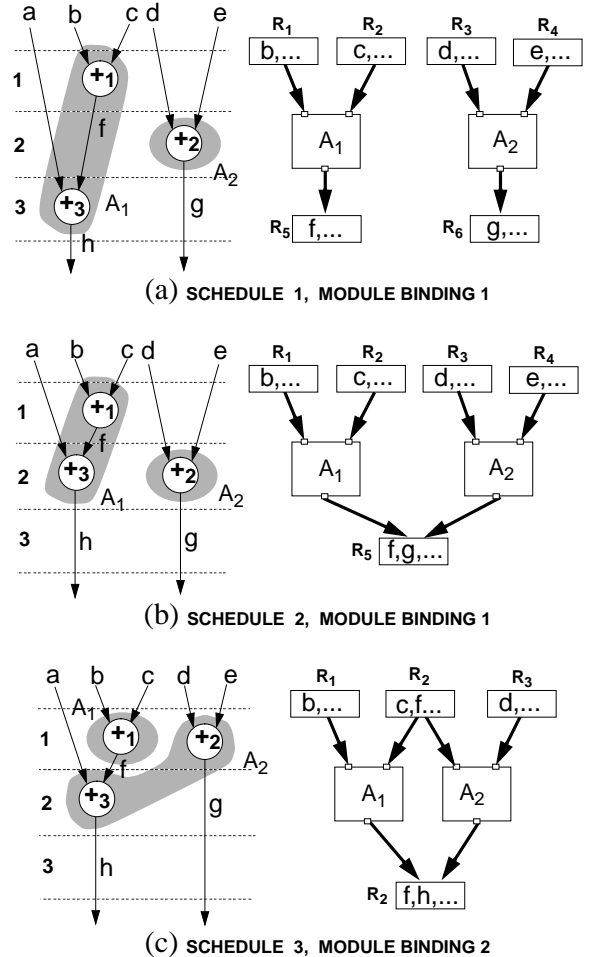 a b c d e
1 +1
f
2 +2
A2
3 +3 A1 g
h
R1 R2 R3 R4
b,... c,... d,... e,...
A1 A2
R5 f,... R6 g,...
(a) SCHEDULE 1, MODULE BINDING 1
a b c d e
1 +1
f
2 +3 +2
A1 A2
3 h g
R1 R2 R3 R4
b,... c,... d,... e,...
A1 A2
R5 f,g,...
(b) SCHEDULE 2, MODULE BINDING 1
a b c d e
A1
1 +1 +2
f A2
2 +3 g
3 h
R1 R2 R3
b,... c,f... d,...
A1 A2
R2 f,h,...
(c) SCHEDULE 3, MODULE BINDING 2